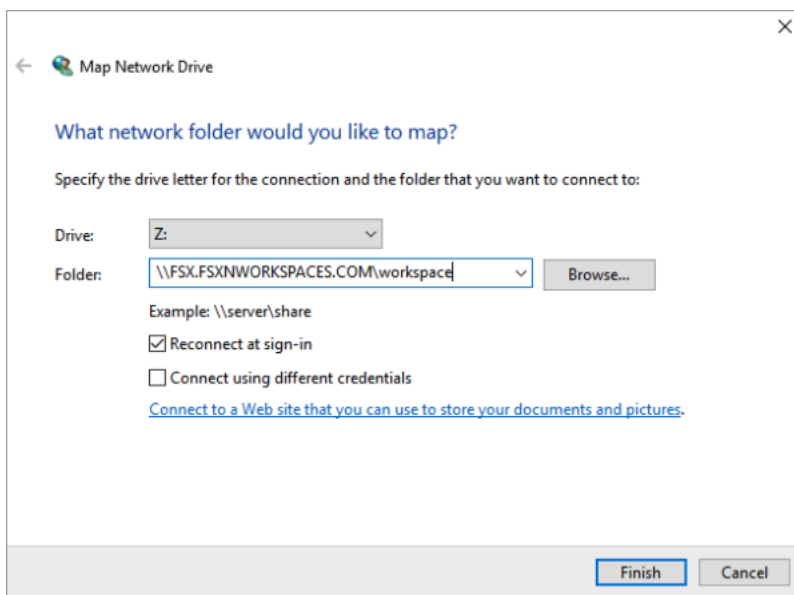 Map Network Drive
What network folder would you like to map?
Specify the drive letter for the connection and the folder that you want to connect to:
Drive: Z:
Folder: \\FSX.FSXNWORKSPACES.COM\workspace Browse...
Example: \\server\share
Reconnect at sign-in
Connect using different credentials
Connect to a Web site that you can use to store your documents and pictures.
Finish Cancel